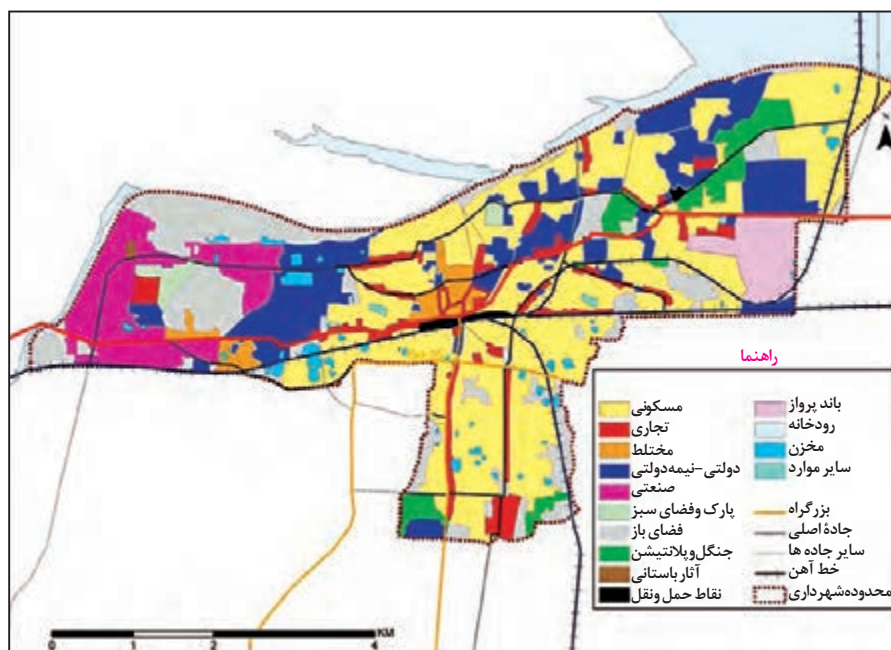 راهنما
مسکونی
تجاری
مختلط
دولتی-نیمه‌دولتی
صنعتی
پارک وفضای سبز
فضای باز
جنگل‌وپلانتیشن
آثارباستانی
نقاط حمل ونقل
باند پرواز
رودخانه
مخزن
سایر موارد
بزرگراه
جادهٔ اصلی
سایر جاده ها
خط آهن
محدوده‌شهرداری
KM
0 1 2 4